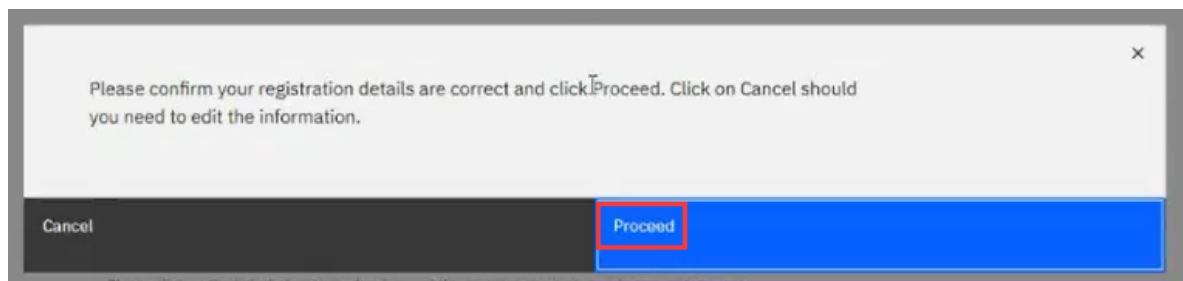 Please confirm your registration details are correct and click Proceed. Click on Cancel should
you need to edit the information.
Cancel
Proceed